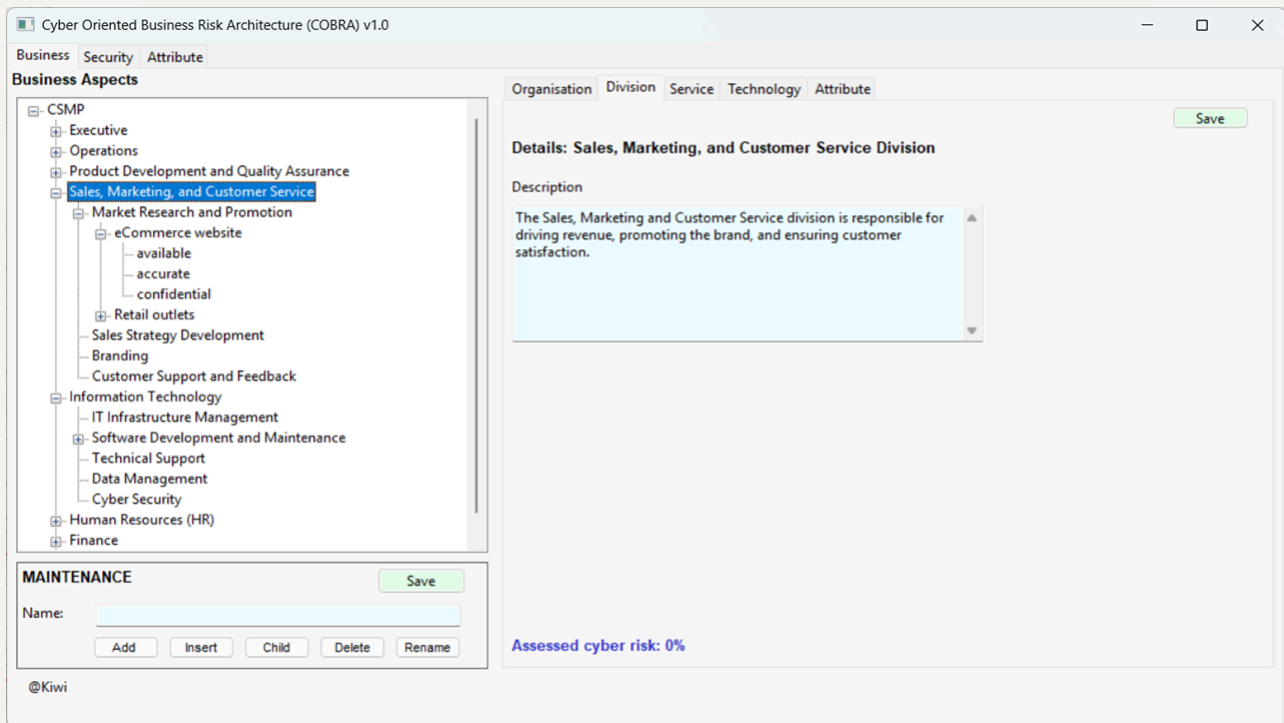 Cyber Oriented Business Risk Architecture (COBRA) v1.0
Business Security Attribute
Business Aspects
CSMP
Executive
Operations
Product Development and Quality Assurance
Sales, Marketing, and Customer Service
Market Research and Promotion
eCommerce website
available
accurate
confidential
Retail outlets
Sales Strategy Development
Branding
Customer Support and Feedback
Information Technology
IT Infrastructure Management
Software Development and Maintenance
Technical Support
Data Management
Cyber Security
Human Resources (HR)
Finance
MAINTENANCE
Save
Name:
Add Insert Child Delete Rename
@Kiwi
Organisation Division Service Technology Attribute
Save
Details: Sales, Marketing, and Customer Service Division
Description
The Sales, Marketing and Customer Service division is responsible for
driving revenue, promoting the brand, and ensuring customer
satisfaction.
Assessed cyber risk: 0%